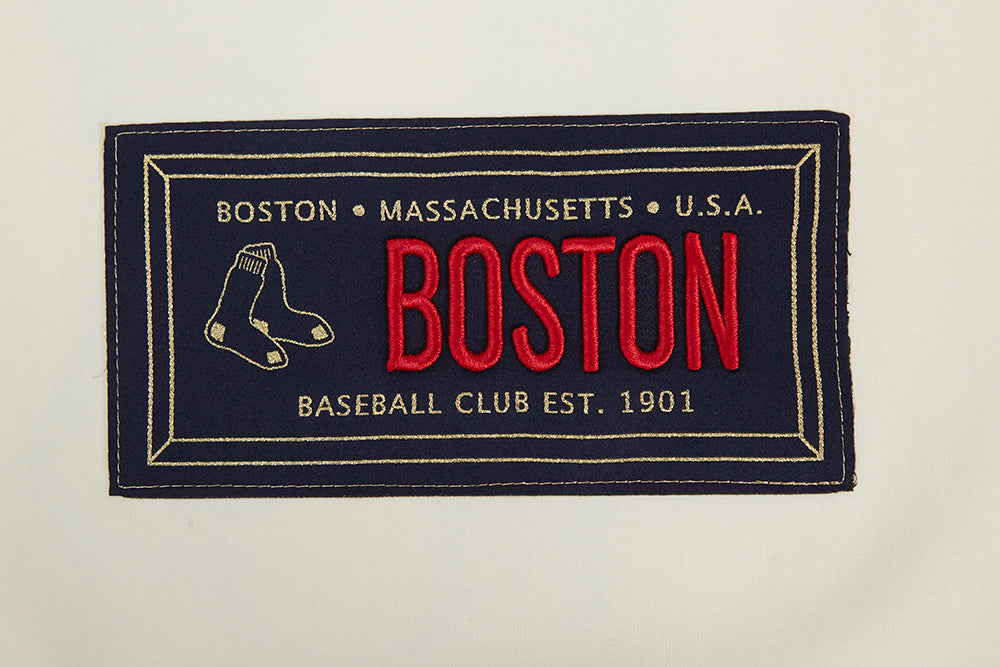 BOSTON • MASSACHUSETTS • U.S.A.
BOSTON
BASEBALL CLUB EST. 1901